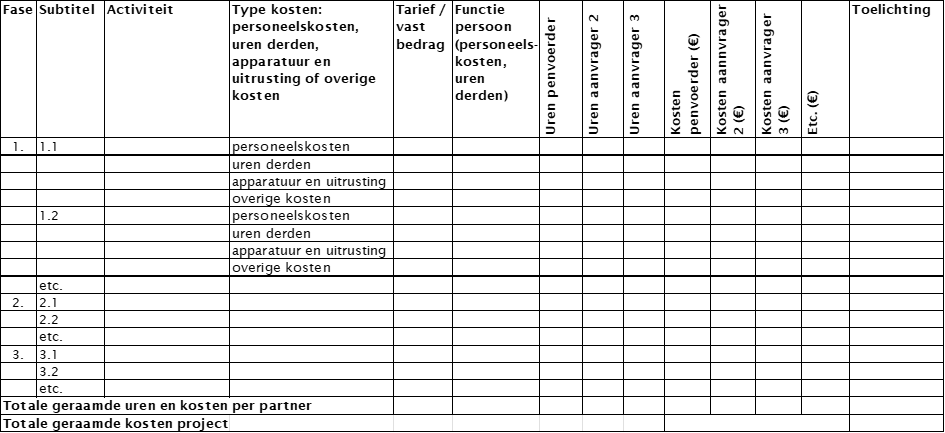 Fase Subtitel Activiteit Type kosten: Tarief / Functie Toelichting
personeelskosten, vast persoon
uren derden, bedrag (personeels-
apparatuur en kosten,
uitrusting of overige uren
kosten derden)
Uren penvoerder
Uren aanvrager 2
Uren aanvrager 3
Kosten
penvoerder (€)
Kosten aannvrager
2 (€)
Kosten aanvrager
3 (€)
Etc. (€)
1. 1.1 personeelskosten
uren derden
apparatuur en uitrusting
overige kosten
1.2 personeelskosten
uren derden
apparatuur en uitrusting
overige kosten
etc.
2. 2.1
2.2
etc.
3. 3.1
3.2
etc.
Totale geraamde uren en kosten per partner
Totale geraamde kosten project